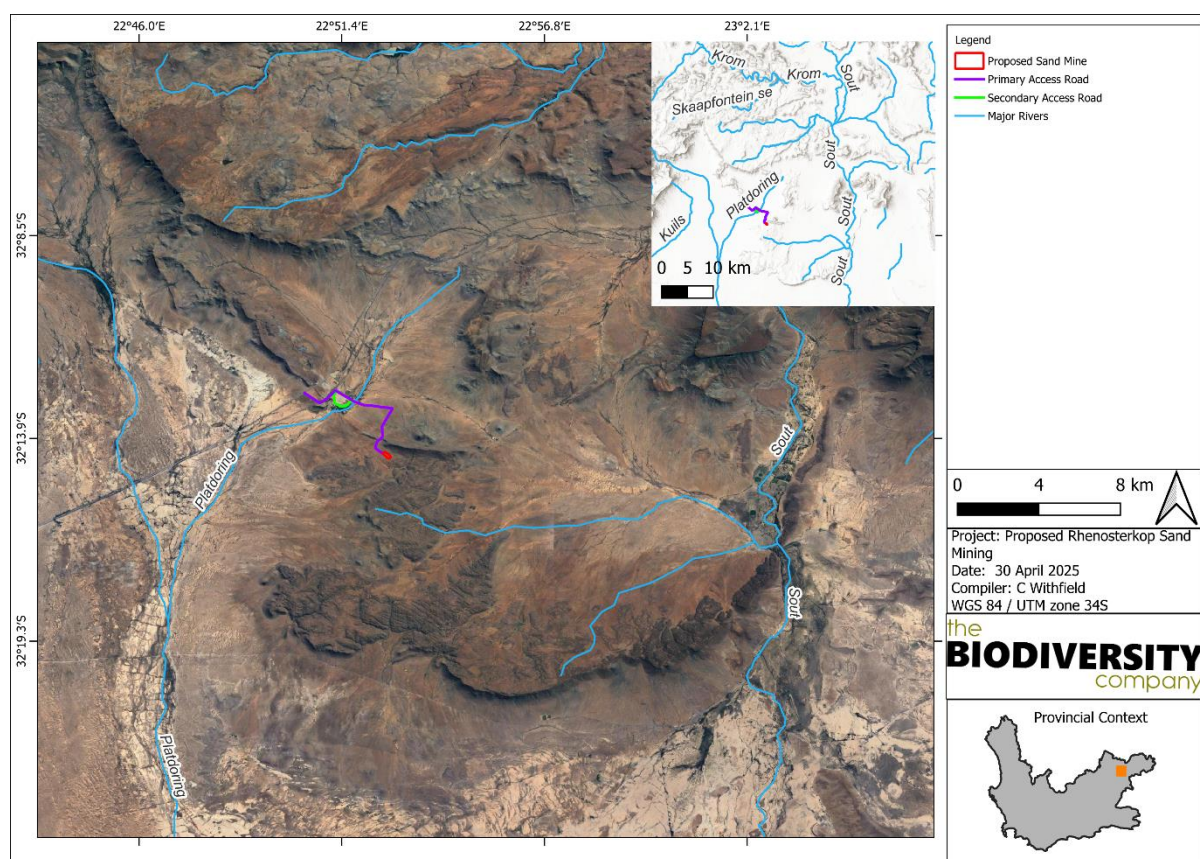 22°46.0'E
22°51.4'E
22°56.8'E
23°2.1'E
32°8.5'S
32°13.9'S
32°19.3'S
Platdoring
Platdoring
Sout
Sout
Krom
Krom
Sout
Skaapfontein se
Sout
Platdoring
Kuils
Sout
Sout
0 5 10 km
Legend
Proposed Sand Mine
Primary Access Road
Secondary Access Road
Major Rivers
0 4 8 km
Project: Proposed Rhenosterkop Sand
Mining
Date: 30 April 2025
Compiler: C Withfield
WGS 84 / UTM zone 34S
the
BIODIVERSITY
company
Provincial Context